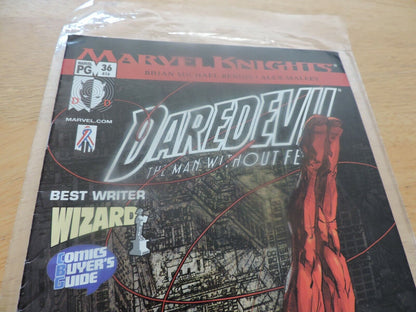 MARVEL KNIGHTS
MARVEL
PG
36
BRIAN MICHAEL BENDIS • ALEX MALEEV
D D
MARVEL.COM
DAREDEVIL
THE MAN WITHOUT FE
BEST WRITER
WIZARD
COMICS
BUYER'S
GUIDE